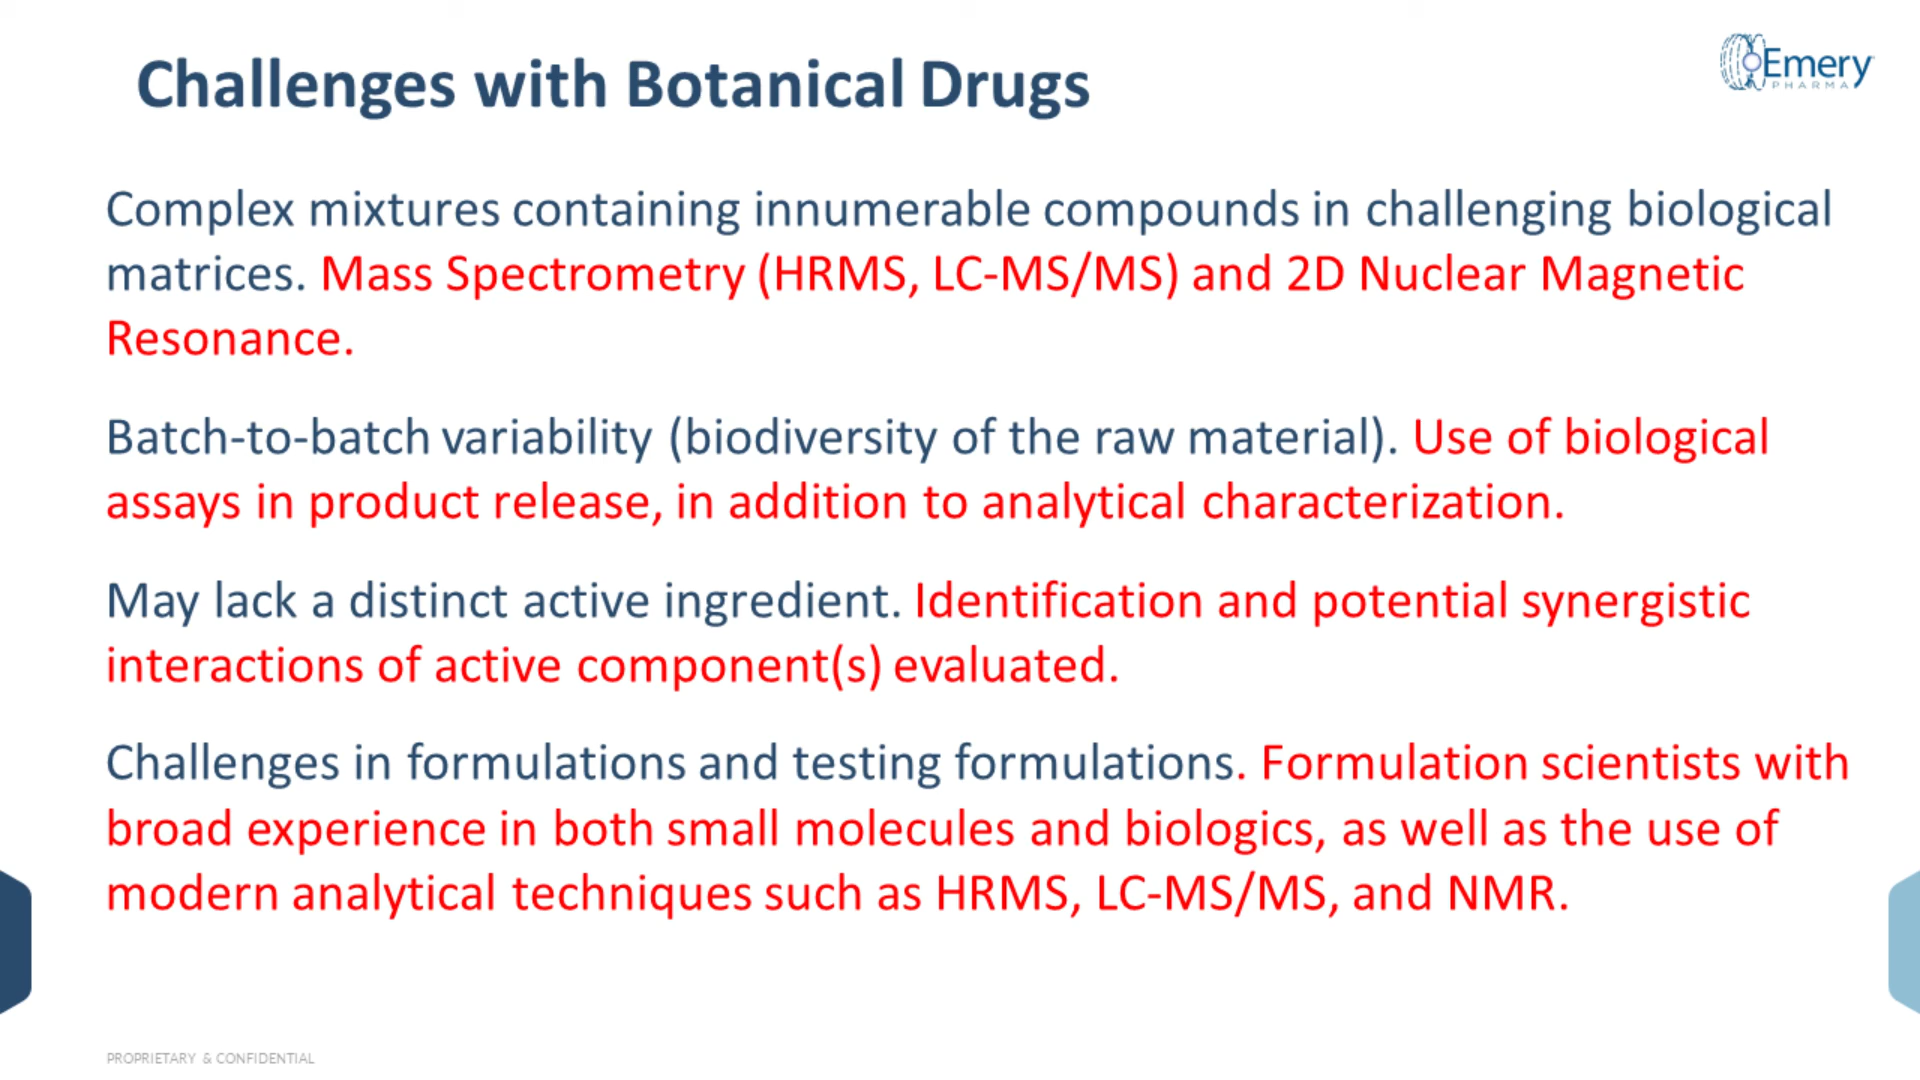 Challenges with Botanical Drugs
Emery
PHARMA
Complex mixtures containing innumerable compounds in challenging biological
matrices. Mass Spectrometry (HRMS, LC-MS/MS) and 2D Nuclear Magnetic
Resonance.
Batch-to-batch variability (biodiversity of the raw material). Use of biological
assays in product release, in addition to analytical characterization.
May lack a distinct active ingredient. Identification and potential synergistic
interactions of active component(s) evaluated.
Challenges in formulations and testing formulations. Formulation scientists with
broad experience in both small molecules and biologics, as well as the use of
modern analytical techniques such as HRMS, LC-MS/MS, and NMR.
PROPRIETARY & CONFIDENTIAL